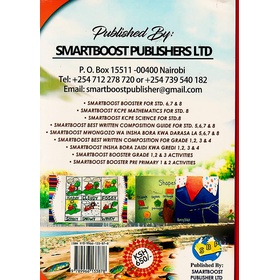 Published By:
SMARTBOOST PUBLISHERS LTD
P. O. Box 15511 -00400 Nairobi
Tel: +254 712 278 720 or +254 739 540 182
Email: smartboostpublisher@gmail.com
• SMARTBOOST BOOSTER FOR STD. 6,7 & 8
• SMARTBOOST KCPE MATHEMATICS FOR STD. 8
• SMARTBOOST KCPE SCIENCE FOR STD.8
• SMARTBOOST BEST WRITTEN COMPOSITION GUIDE FOR STD. 5,6,7 & 8
• SMARTBOOST MWONGOZO WA INSHA BORA KWA DARASA LA 5,6,7 & 8
• SMARTBOOST BEST WRITTEN COMPOSITION FOR GRADE 1,2, 3 & 4
• SMARTBOOST INSHA BORA ZAIDI KWA GREDI 1,2, 3 & 4
• SMARTBOOST BOOSTER GRADE 1,2 & 3 ACTIVITIES
• SMARTBOOST BOOSTER PRE PRIMARY 1 & 2 ACTIVITIES
Shapes
KSH
650/-
Published By:
SMARTBOOST
PUBLISHER LTD